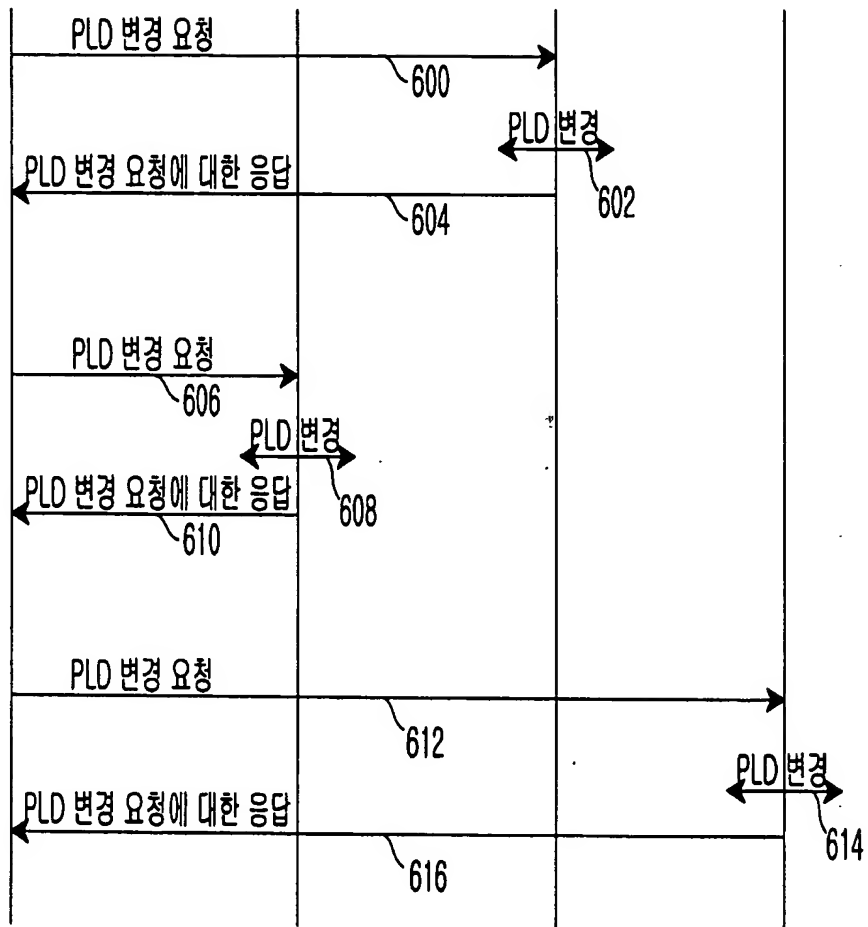 PLD 변경 요청
600
PLD 변경
602
PLD 변경 요청에 대한 응답
604
PLD 변경 요청
606
PLD 변경
608
PLD 변경 요청에 대한 응답
610
PLD 변경 요청
612
PLD 변경
614
PLD 변경 요청에 대한 응답
616